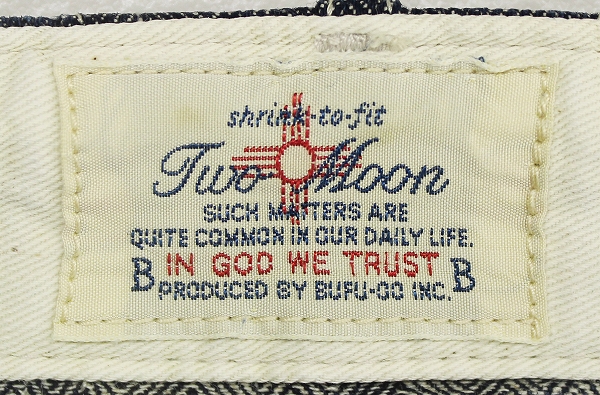 shrink-to-fit
Two Moon
SUCH MATTERS ARE
QUITE COMMON IN OUR DAILY LIFE.
B IN GOD WE TRUST B
PRODUCED BY BUFU-GO INC.